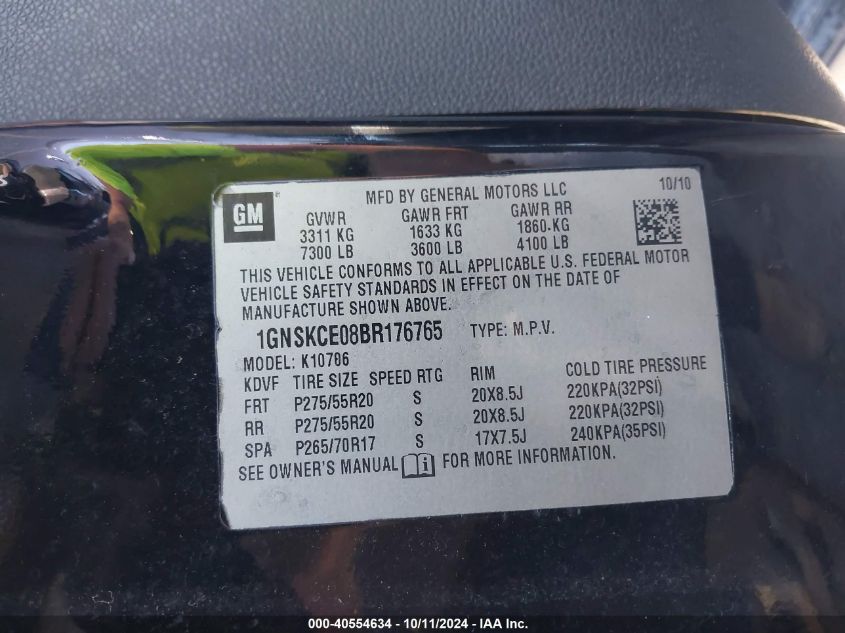 GM
MFD BY GENERAL MOTORS LLC 10/10
GVWR GAWR FRT GAWR RR
3311 KG 1633 KG 1860 KG
7300 LB 3600 LB 4100 LB
THIS VEHICLE CONFORMS TO ALL APPLICABLE U.S. FEDERAL MOTOR
VEHICLE SAFETY STANDARDS IN EFFECT ON THE DATE OF
MANUFACTURE SHOWN ABOVE.
1GNSKCE08BR176765 TYPE: M.P.V.
MODEL: K10706
KDVF TIRE SIZE SPEED RTG RIM COLD TIRE PRESSURE
FRT P275/55R20 S 20X8.5J 220KPA(32PSI)
RR P275/55R20 S 20X8.5J 220KPA(32PSI)
SPA P265/70R17 S 17X7.5J 240KPA(35PSI)
SEE OWNER'S MANUAL FOR MORE INFORMATION.
000-40554634 - 10/11/2024 - IAA Inc.